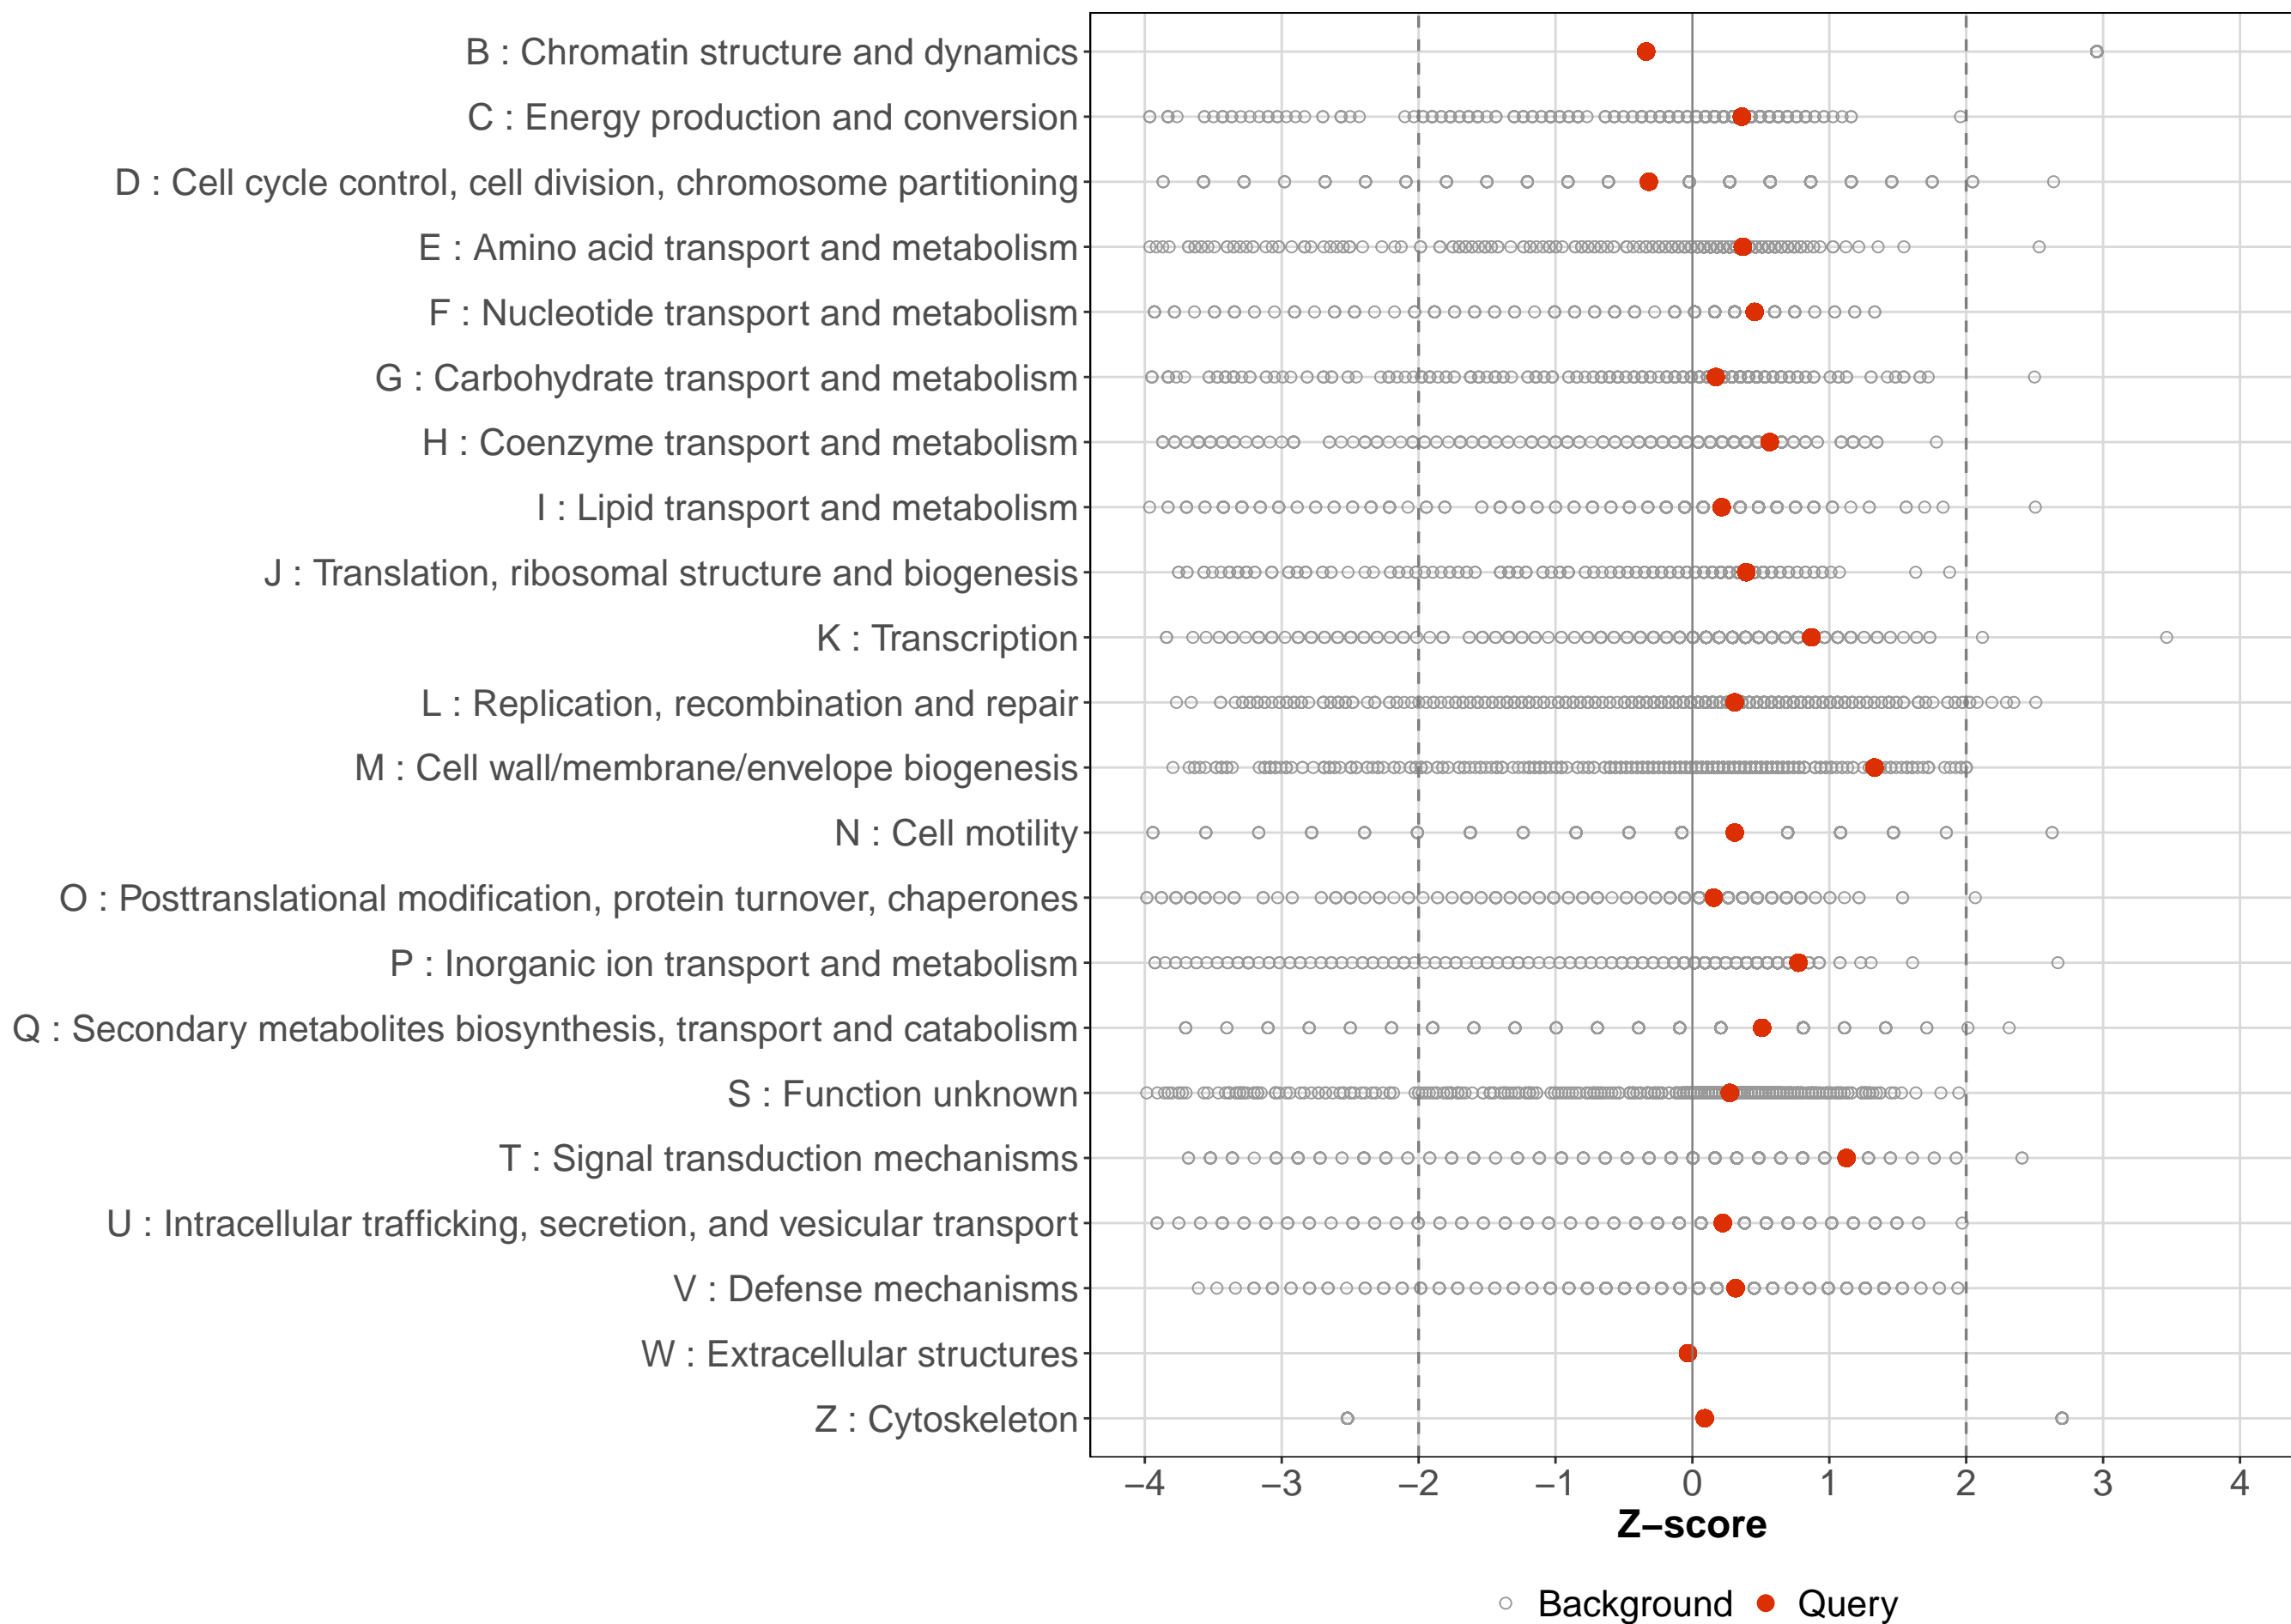 B : Chromatin structure and dynamics
C : Energy production and conversion
D : Cell cycle control, cell division, chromosome partitioning
E : Amino acid transport and metabolism
F : Nucleotide transport and metabolism
G : Carbohydrate transport and metabolism
H : Coenzyme transport and metabolism
I : Lipid transport and metabolism
J : Translation, ribosomal structure and biogenesis
K : Transcription
L : Replication, recombination and repair
M : Cell wall/membrane/envelope biogenesis
N : Cell motility
O : Posttranslational modification, protein turnover, chaperones
P : Inorganic ion transport and metabolism
Q : Secondary metabolites biosynthesis, transport and catabolism
S : Function unknown
T : Signal transduction mechanisms
U : Intracellular trafficking, secretion, and vesicular transport
V : Defense mechanisms
W : Extracellular structures
Z : Cytoskeleton
−4 −3 −2 −1 0 1 2 3 4
Z−score
Background Query